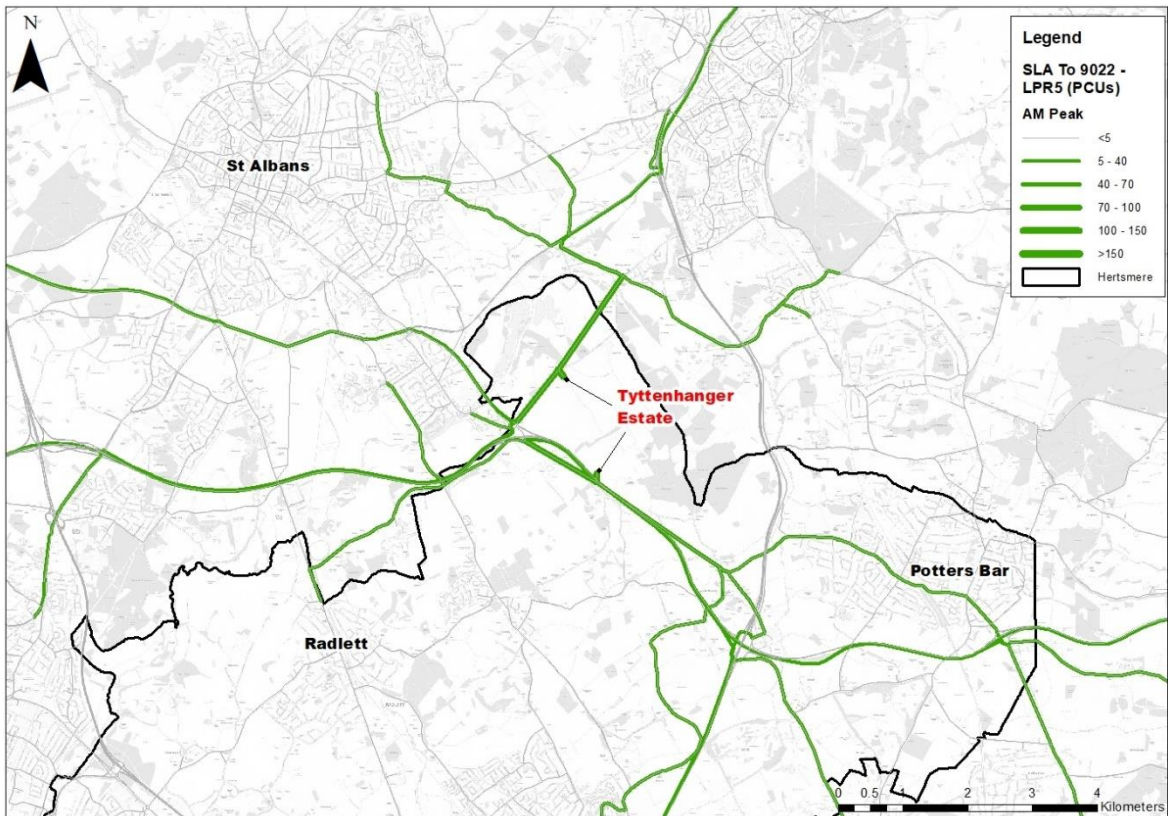 N
Legend
SLA To 9022 -
LPR5 (PCUs)
AM Peak
<5
5 - 40
40 - 70
70 - 100
100 - 150
>150
Hertsmere
St Albans
Tyttenhanger
Estate
Potters Bar
Radlett
0 0.5 1 2 3 4
Kilometers